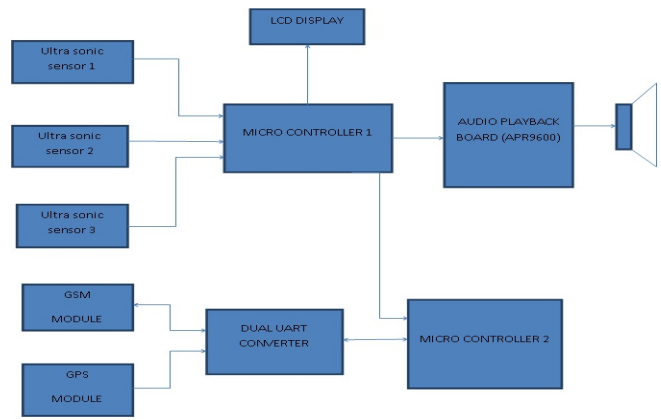 LCD DISPLAY
Ultra sonic
sensor 1
Ultra sonic
sensor 2
Ultra sonic
sensor 3
MICRO CONTROLLER 1
AUDIO PLAYBACK
BOARD (APR9600)
GSM
MODULE
GPS
MODULE
DUAL UART
CONVERTER
MICRO CONTROLLER 2